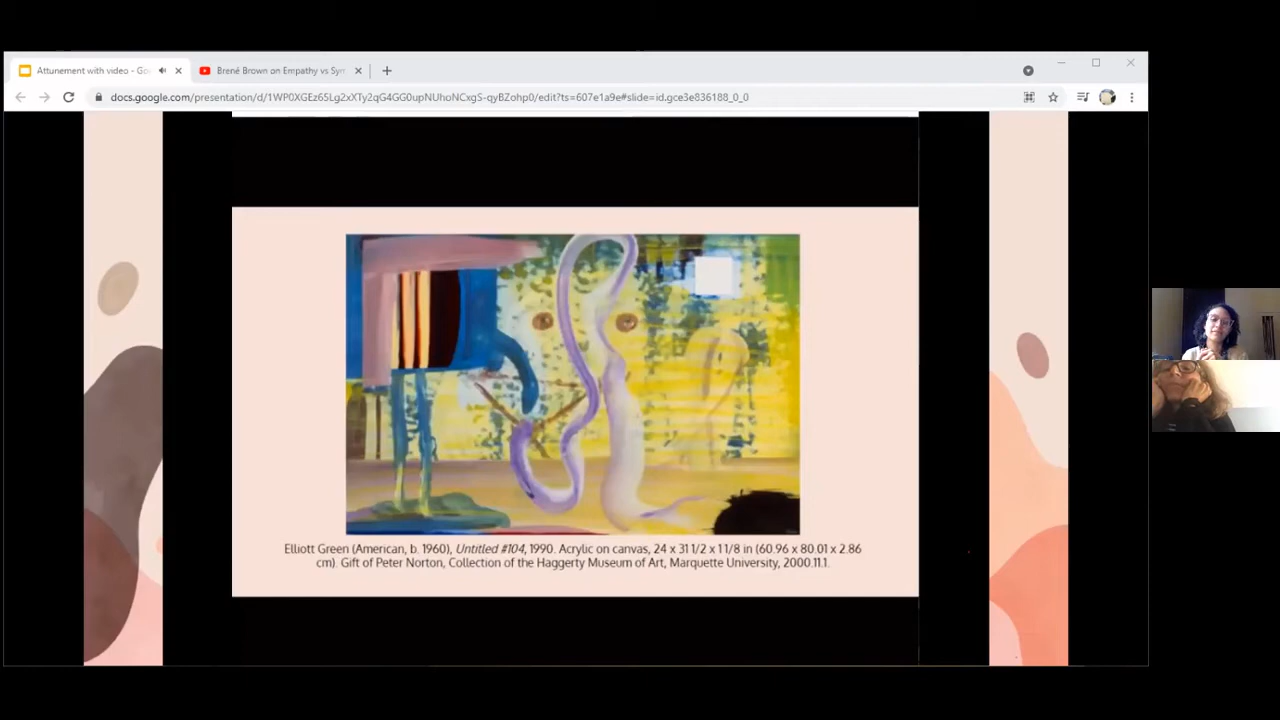 Attunement with video - Go
Brené Brown on Empathy vs Sym
docs.google.com/presentation/d/1WP0XGEz65Lg2xXTy2qG4GG0upNUhoNCxgS-qyBZohp0/edit?ts=607e1a9e#slide=id.gce3e836188_0_0
Elliott Green (American, b. 1960), Untitled #104, 1990. Acrylic on canvas, 24 x 31 1/2 x 1 1/8 in (60.96 x 80.01 x 2.86
cm). Gift of Peter Norton, Collection of the Haggerty Museum of Art, Marquette University, 2000.11.1.